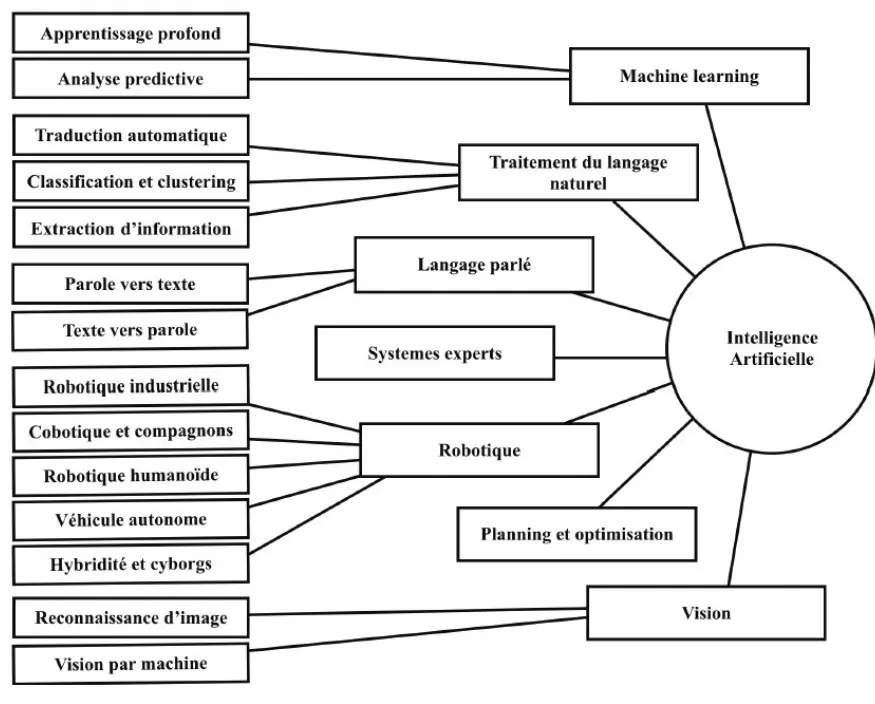 Apprentissage profond
Analyse predictive
Machine learning
Traduction automatique
Classification et clustering
Extraction d’information
Traitement du langage
naturel
Parole vers texte
Texte vers parole
Langage parlé
Systemes experts
Intelligence
Artificielle
Robotique industrielle
Cobotique et compagnons
Robotique humanoïde
Véhicule autonome
Hybridité et cyborgs
Robotique
Planning et optimisation
Reconnaissance d’image
Vision par machine
Vision